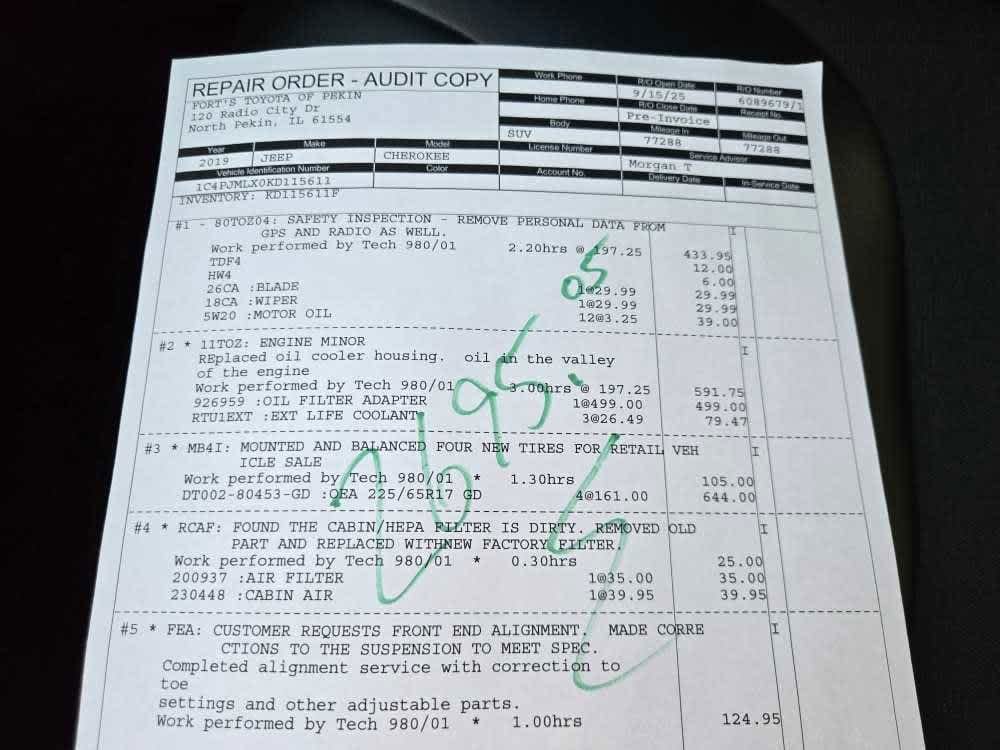 REPAIR ORDER - AUDIT COPY
FORT'S TOYOTA OF PEKIN
120 Radio City Dr
North Pekin, IL 61554
Work Phone
R/O Open Date
R/O Number
9/15/25
6089679/1
Home Phone
R/O Close Date
Receipt No.
Pre-Invoice
Body
Mileage In
Mileage Out
SUV
77288
77288
Year
Make
Model
License Number
Service Advisor
2019
JEEP
CHEROKEE
Morgan T
Vehicle Identification Number
Color
Account No.
Delivery Date
In-Service Date
1C4PJMLX0KD115611
INVENTORY: KD115611F
#1 - 80TOZ04: SAFETY INSPECTION - REMOVE PERSONAL DATA FROM I
GPS AND RADIO AS WELL.
Work performed by Tech 980/01 2.20hrs @ 197.25 433.95
TDF4 12.00
HW4 6.00
26CA :BLADE 1@29.99 29.99
18CA :WIPER 1@29.99 29.99
5W20 :MOTOR OIL 12@3.25 39.00
#2 * 11TOZ: ENGINE MINOR I
REplaced oil cooler housing. oil in the valley
of the engine
Work performed by Tech 980/01 3.00hrs @ 197.25 591.75
926959 :OIL FILTER ADAPTER 1@499.00 499.00
RTU1EXT :EXT LIFE COOLANT 3@26.49 79.47
#3 * MB4I: MOUNTED AND BALANCED FOUR NEW TIRES FOR RETAIL VEH I
ICLE SALE
Work performed by Tech 980/01 * 1.30hrs 105.00
DT002-80453-GD :QEA 225/65R17 GD 4@161.00 644.00
#4 * RCAF: FOUND THE CABIN/HEPA FILTER IS DIRTY. REMOVED OLD I
PART AND REPLACED WITHNEW FACTORY FILTER.
Work performed by Tech 980/01 * 0.30hrs 25.00
200937 :AIR FILTER 1@35.00 35.00
230448 :CABIN AIR 1@39.95 39.95
#5 * FEA: CUSTOMER REQUESTS FRONT END ALIGNMENT. MADE CORRE I
CTIONS TO THE SUSPENSION TO MEET SPEC.
Completed alignment service with correction to
toe
settings and other adjustable parts.
Work performed by Tech 980/01 * 1.00hrs 124.95
2695.05